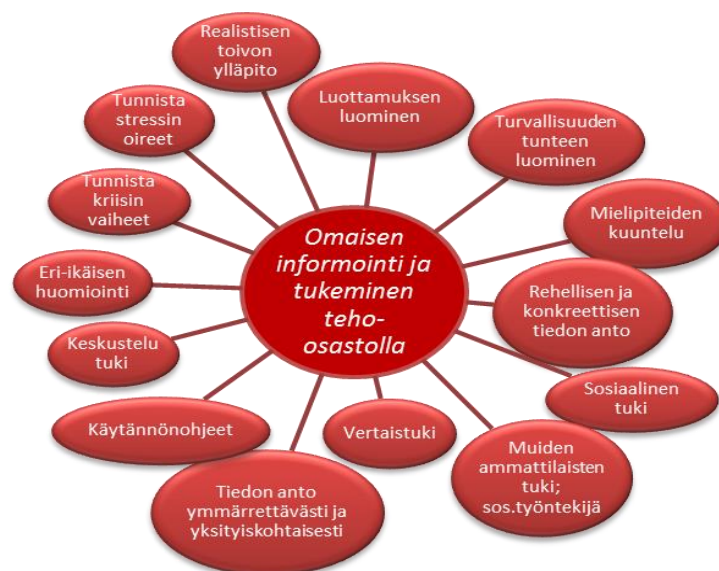 Realistisen
toivon
ylläpito
Luottamuksen
luominen
Turvallisuuden
tunteen
luominen
Mielipiteiden
kuuntelu
Rehellisen ja
konkreettisen
tiedon anto
Sosiaalinen
tuki
Muiden
ammattilaisten
tuki;
sos.työntekijä
Vertaistuki
Tiedon anto
ymmärrettävästi ja
yksityiskohtaisesti
Käytännönohjeet
Keskustelu
tuki
Eri-ikäisen
huomiointi
Tunnista
kriisin
vaiheet
Tunnista
stressin
oireet
Omaisen
informointi ja
tukeminen
teho-
osastolla